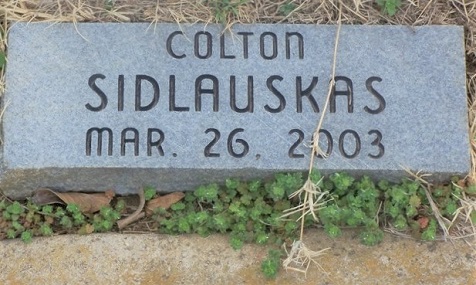 COLTON
SIDLAUSKAS
MAR. 26, 2003